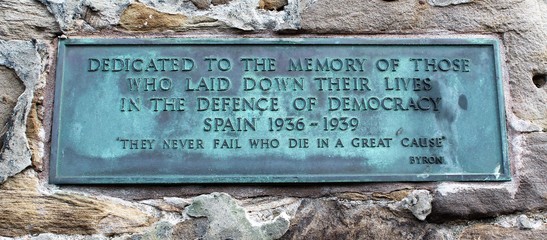 DEDICATED TO THE MEMORY OF THOSE
WHO LAID DOWN THEIR LIVES
IN THE DEFENCE OF DEMOCRACY
SPAIN 1936-1939
"THEY NEVER FAIL WHO DIE IN A GREAT CAUSE"
BYRON